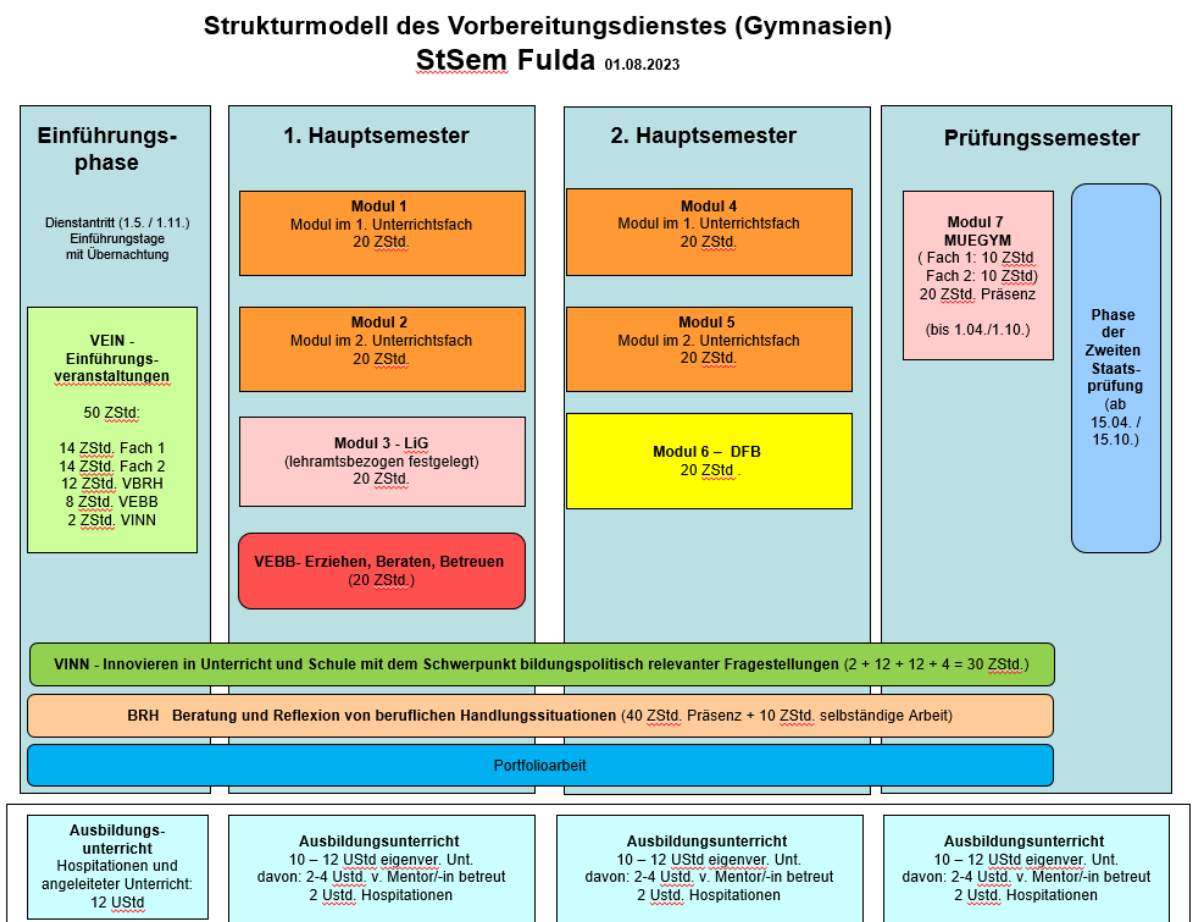 Strukturmodell des Vorbereitungsdienstes (Gymnasien)
StSem Fulda 01.08.2023
Einführungs-
phase
Dienstantritt (1.5. / 1.11.)
Einführungstage
mit Übernachtung
VEIN -
Einführungs-
veranstaltungen
50 ZStd:
14 ZStd. Fach 1
14 ZStd. Fach 2
12 ZStd. VBRH
8 ZStd. VEBB
2 ZStd. VINN
1. Hauptsemester
Modul 1
Modul im 1. Unterrichtsfach
20 ZStd.
Modul 2
Modul im 2. Unterrichtsfach
20 ZStd.
Modul 3 - LiG
(lehramtsbezogen festgelegt)
20 ZStd.
VEBB- Erziehen, Beraten, Betreuen
(20 ZStd.)
2. Hauptsemester
Modul 4
Modul im 1. Unterrichtsfach
20 ZStd.
Modul 5
Modul im 2. Unterrichtsfach
20 ZStd.
Modul 6 – DFB
20 ZStd .
Prüfungssemester
Modul 7
MUEGYM
( Fach 1: 10 ZStd
Fach 2: 10 ZStd)
20 ZStd. Präsenz
(bis 1.04./1.10.)
Phase
der
Zweiten
Staats-
prüfung
(ab
15.04. /
15.10.)
VINN - Innovieren in Unterricht und Schule mit dem Schwerpunkt bildungspolitisch relevanter Fragestellungen (2 + 12 + 12 + 4 = 30 ZStd.)
BRH Beratung und Reflexion von beruflichen Handlungssituationen (40 ZStd. Präsenz + 10 ZStd. selbständige Arbeit)
Portfolioarbeit
Ausbildungs-
unterricht
Hospitationen und
angeleiteter Unterricht:
12 UStd
Ausbildungsunterricht
10 – 12 UStd eigenver. Unt.
davon: 2-4 Ustd. v. Mentor/-in betreut
2 Ustd. Hospitationen
Ausbildungsunterricht
10 – 12 UStd eigenver. Unt.
davon: 2-4 Ustd. v. Mentor/-in betreut
2 Ustd. Hospitationen
Ausbildungsunterricht
10 – 12 UStd eigenver. Unt.
davon: 2-4 Ustd. v. Mentor/-in betreut
2 Ustd. Hospitationen